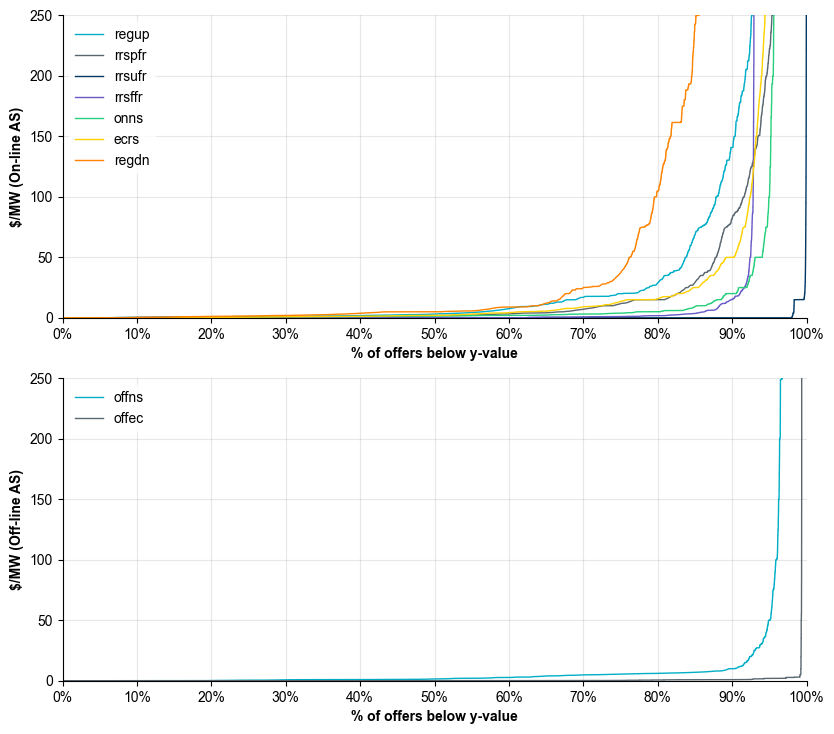 250
200
150
100
50
0
$/MW (On-line AS)
regup
rrspfr
rrsufr
rrsffr
onns
ecrs
regdn
0% 10% 20% 30% 40% 50% 60% 70% 80% 90% 100%
% of offers below y-value
250
200
150
100
50
0
$/MW (Off-line AS)
offns
offec
0% 10% 20% 30% 40% 50% 60% 70% 80% 90% 100%
% of offers below y-value